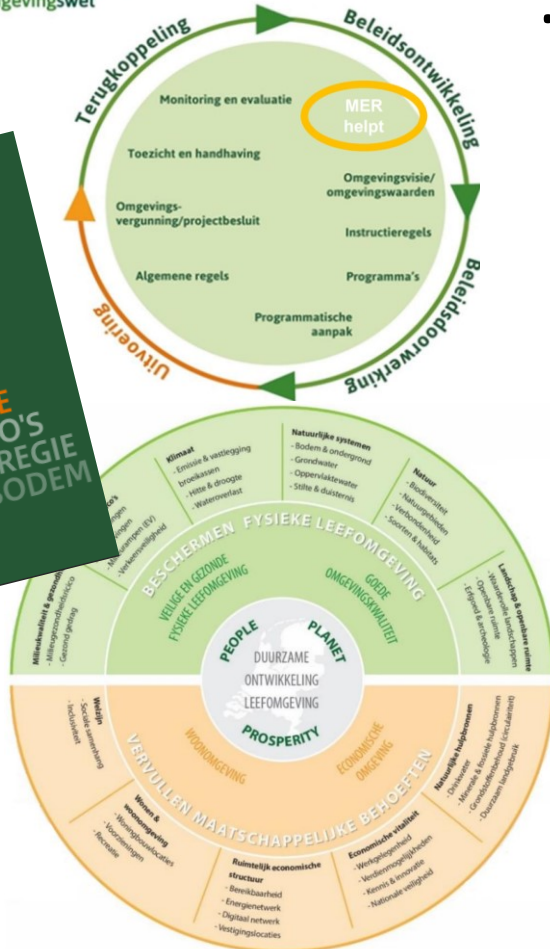 gevingswet
Terugkoppeling
Beleidsontwikkeling
Beleidsdoorwerking
Uitvoering
Monitoring en evaluatie
MER
helpt
Toezicht en handhaving
Omgevingsvisie/
omgevingswaarden
Omgevings-
vergunning/projectbesluit
Instructieregels
Algemene regels
Programma's
Programmatische
aanpak
E
O'S
REGIE
BODEM
Klimaat
- Emissie & vastlegging
broeikassen
- Hitte & droogte
- Wateroverlast
Natuurlijke systemen
- Bodem & ondergrond
- Grondwater
- Oppervlaktewater
- Stilte & duisternis
Natuur
- Biodiversiteit
- Natuurgebieden
- Verbondenheid
- Soorten & habitats
Landschap & openbare ruimte
- Waardevolle landschappen
- Openbare ruimte
- Erfgoed & archeologie
- Verkeersveiligheid
Milieukwaliteit & gezondh
- Milieugezondheidsrisico
- Gezond gedrag
BESCHERMEN FYSIEKE LEEFOMGEVING
VEILIGE EN GEZONDE
FYSIEKE LEEFOMGEVING
GOEDE
OMGEVINGSKWALITEIT
PEOPLE
PLANET
DUURZAME
ONTWIKKELING
LEEFOMGEVING
PROSPERITY
WOONOMGEVING
ECONOMISCHE
OMGEVING
VERVULLEN MAATSCHAPPELIJKE BEHOEFTEN
Welzijn
- Sociale samenhang
- Inclusiviteit
Wonen &
woonomgeving
- Woningbouwlocaties
- Voorzieningen
- Recreatie
Ruimtelijk economische
structuur
- Bereikbaarheid
- Energienetwerk
- Digitaal netwerk
- Vestigingslocaties
Economische vitaliteit
- Werkgelegenheid
- Verdienmogelijkheden
- Kennis & innovatie
- Nationale veiligheid
Natuurlijke hulpbronnen
- Drinkwater
- Minerale & fossiele hulpbronnen
- Grondstoffenbehoud (circulairiteit)
- Duurzaam landgebruik